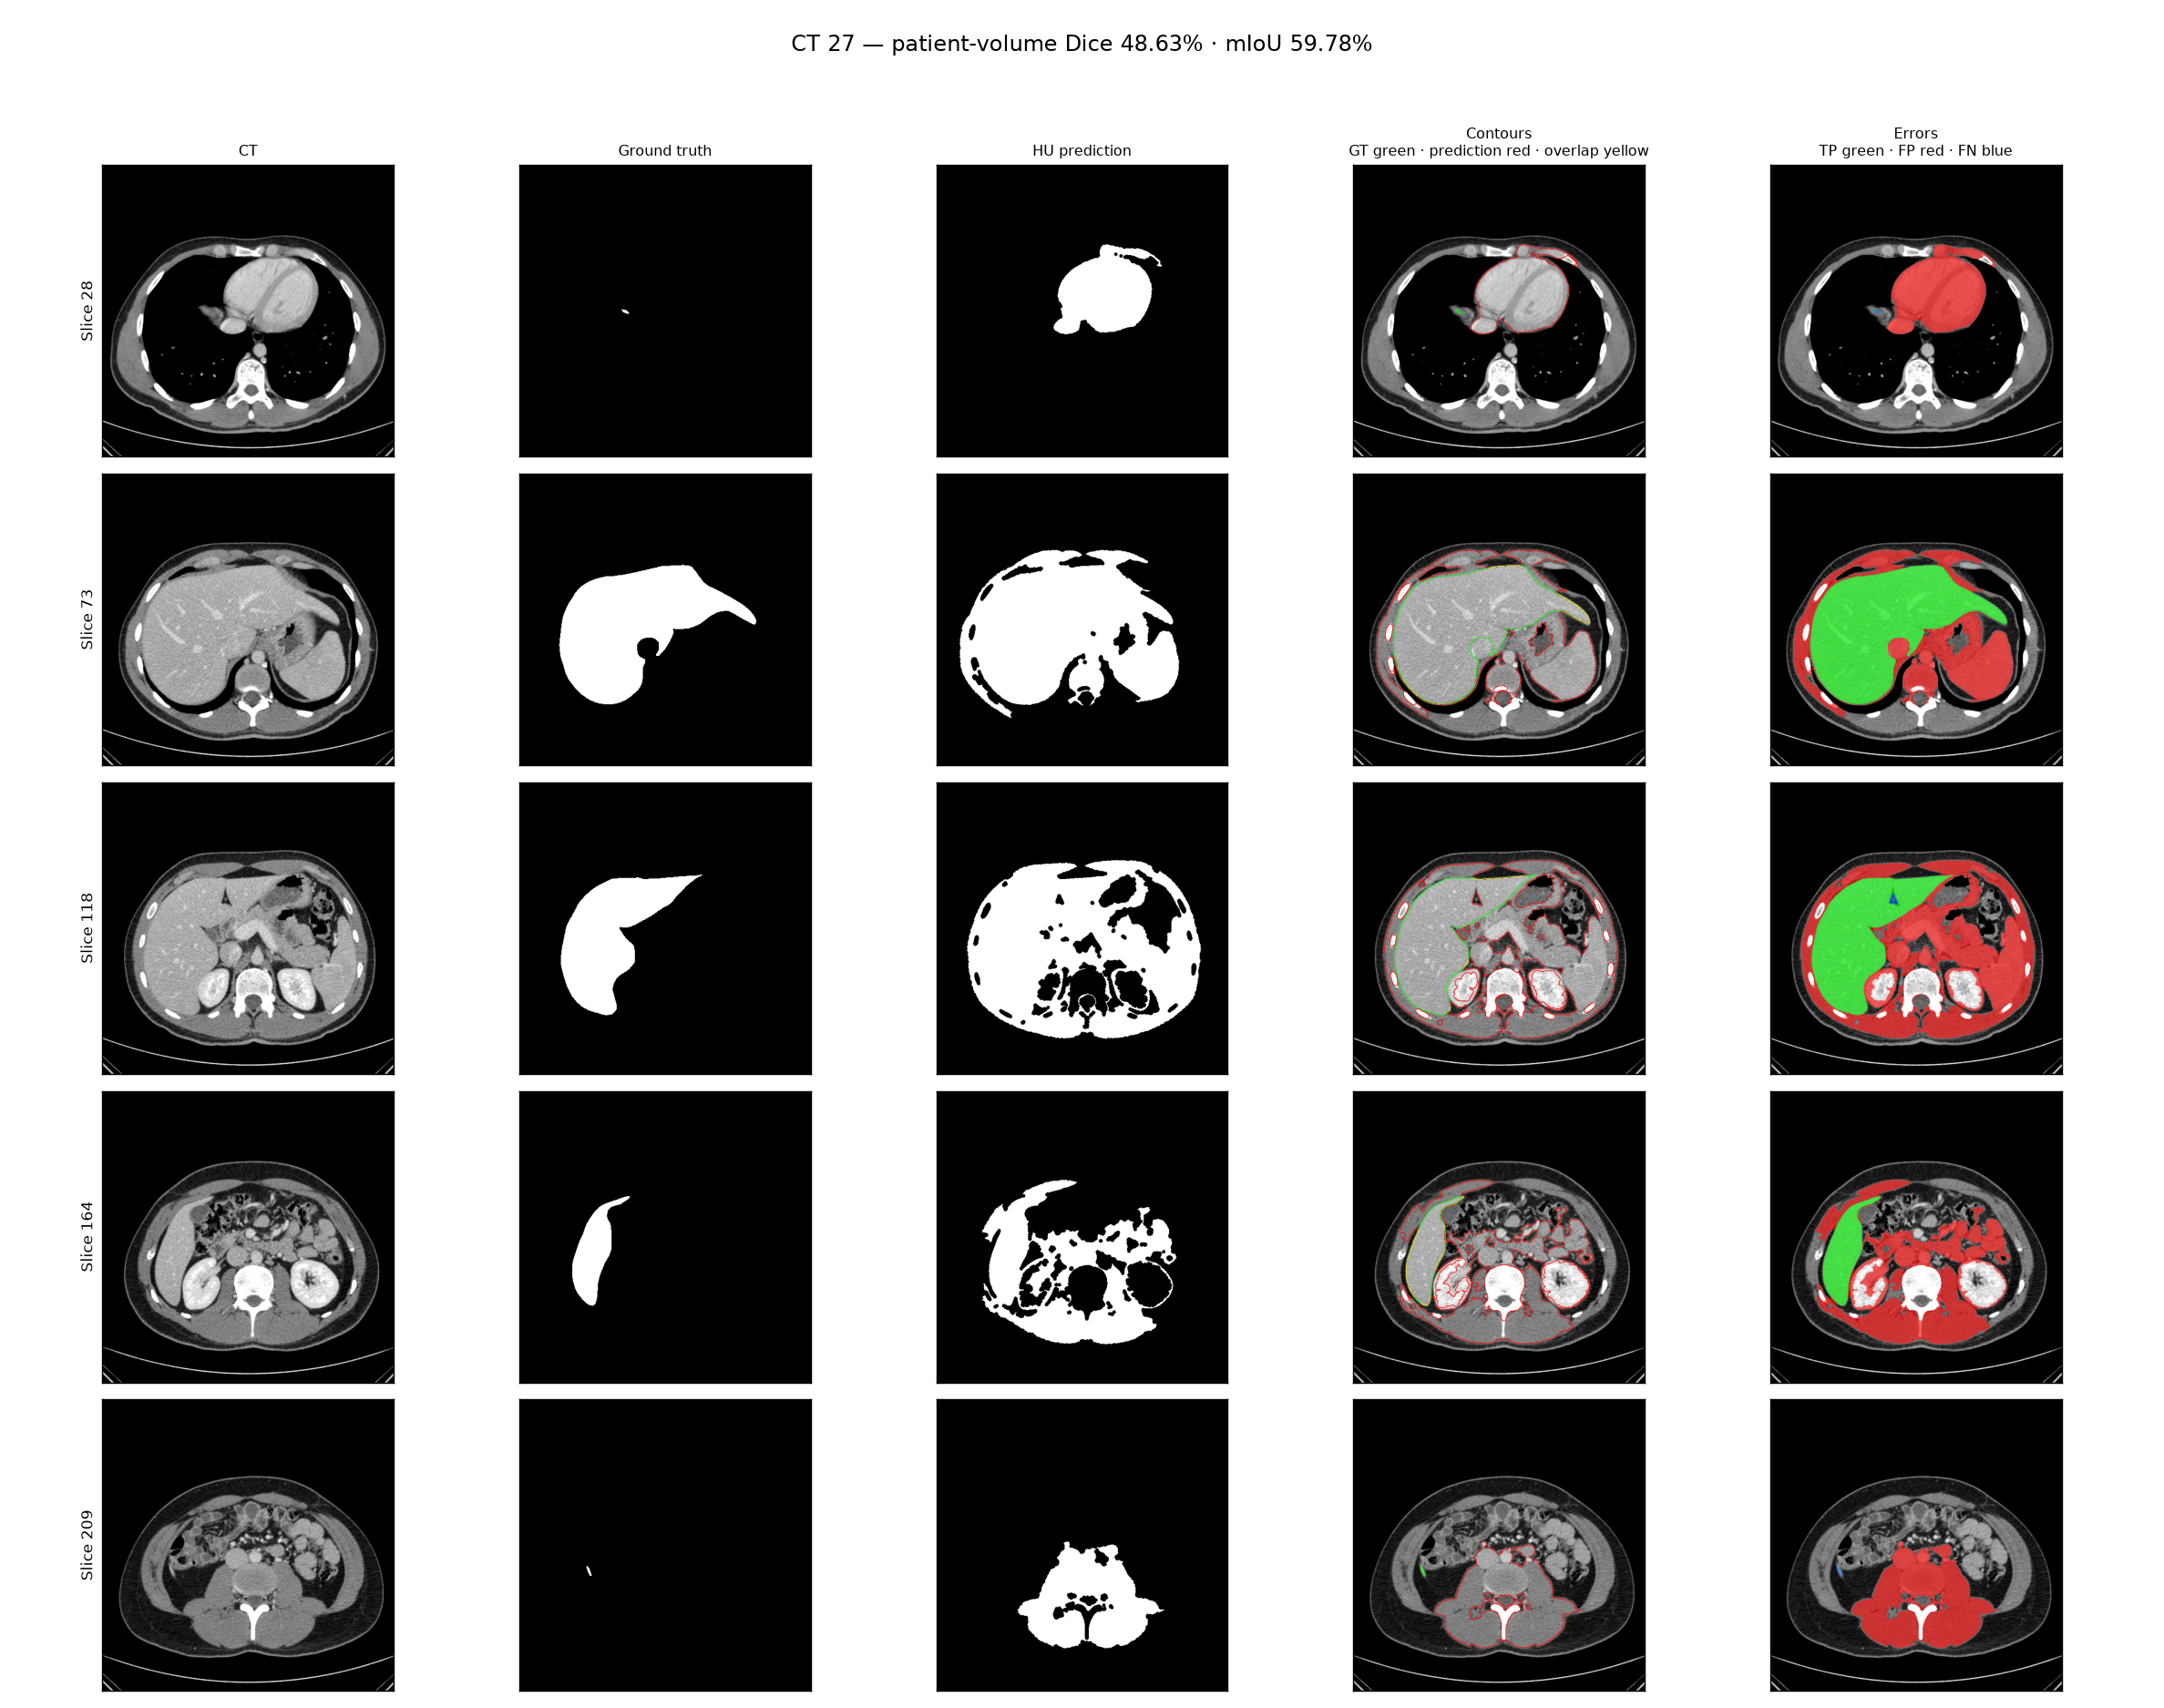 CT 27 — patient-volume Dice 48.63% · mIoU 59.78%
CT
Ground truth
HU prediction
Contours
GT green · prediction red · overlap yellow
Errors
TP green · FP red · FN blue
Slice 28
Slice 73
Slice 118
Slice 164
Slice 209